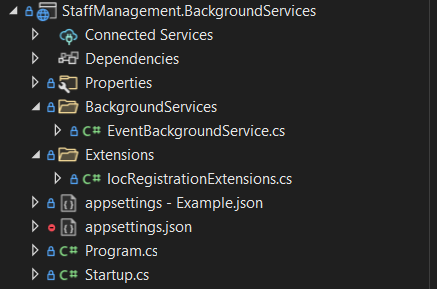 StaffManagement.BackgroundServices
Connected Services
Dependencies
Properties
BackgroundServices
C# EventBackgroundService.cs
Extensions
C# IocRegistrationExtensions.cs
appsettings - Example.json
appsettings.json
C# Program.cs
C# Startup.cs